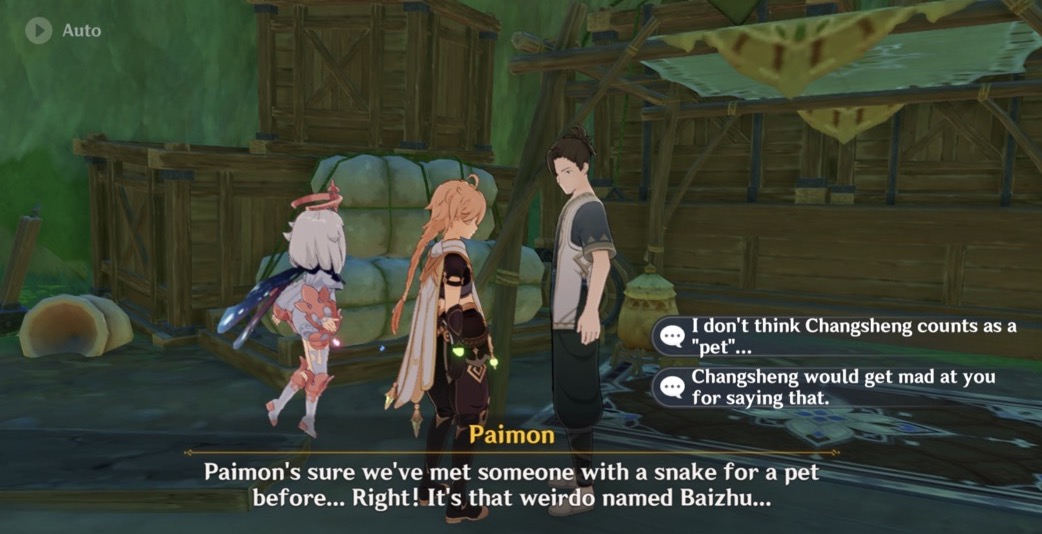 Auto
I don't think Changsheng counts as a
"pet"...
Changsheng would get mad at you
for saying that.
Paimon
Paimon's sure we've met someone with a snake for a pet
before... Right! It's that weirdo named Baizhu...